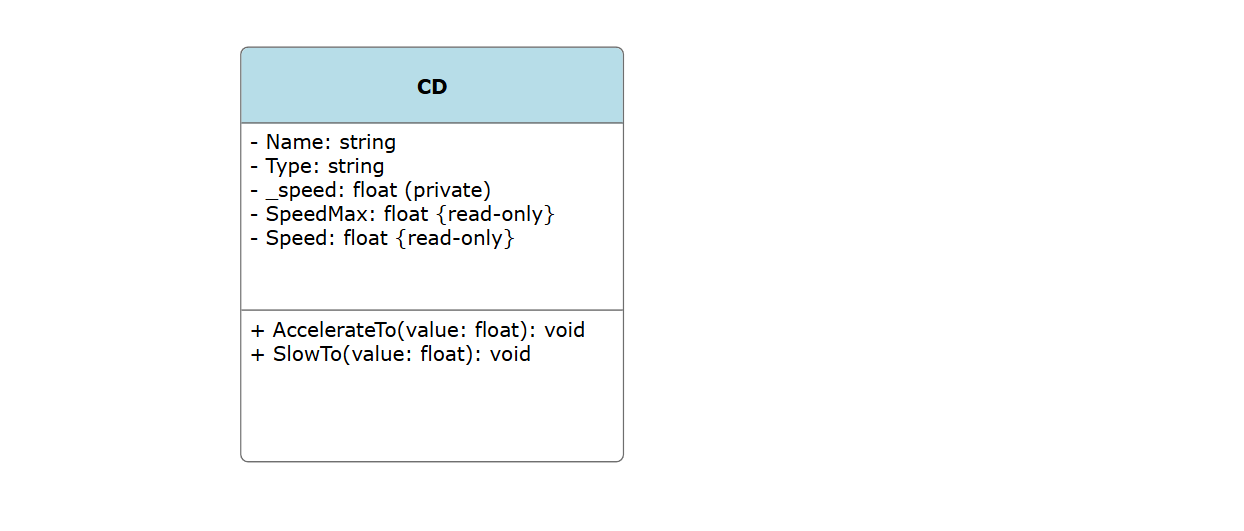 CD
- Name: string
- Type: string
- _speed: float (private)
- SpeedMax: float {read-only}
- Speed: float {read-only}
+ AccelerateTo(value: float): void
+ SlowTo(value: float): void